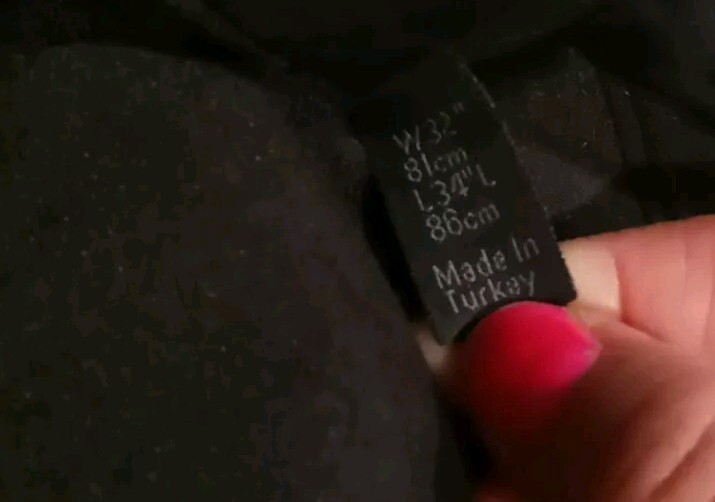 W32"
81cm
L34"L
86cm
Made In
Turkey